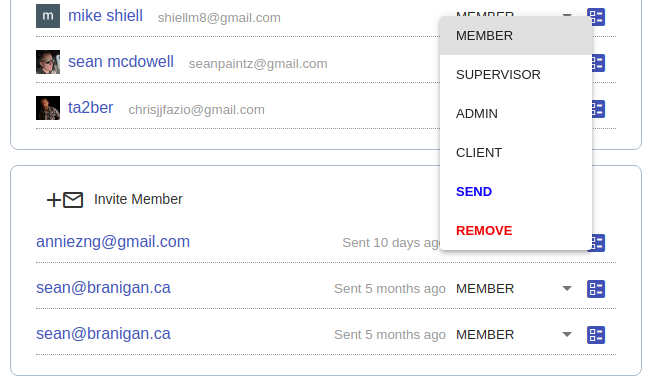 m mike shiell shiellm8@gmail.com
MEMBER
sean mcdowell seanpaintz@gmail.com
SUPERVISOR
ta2ber chrisjjfazio@gmail.com
ADMIN
CLIENT
Invite Member
SEND
REMOVE
anniezng@gmail.com Sent 10 days
sean@branigan.ca Sent 5 months ago MEMBER
sean@branigan.ca Sent 5 months ago MEMBER